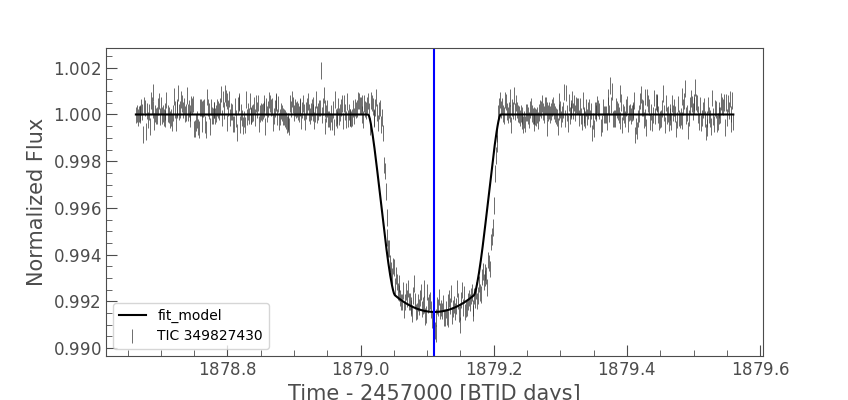 1.002
1.000
0.998
0.996
0.994
0.992
0.990
Normalized Flux
fit_model
TIC 349827430
1878.8 1879.0 1879.2 1879.4 1879.6
Time - 2457000 [BTJD days]